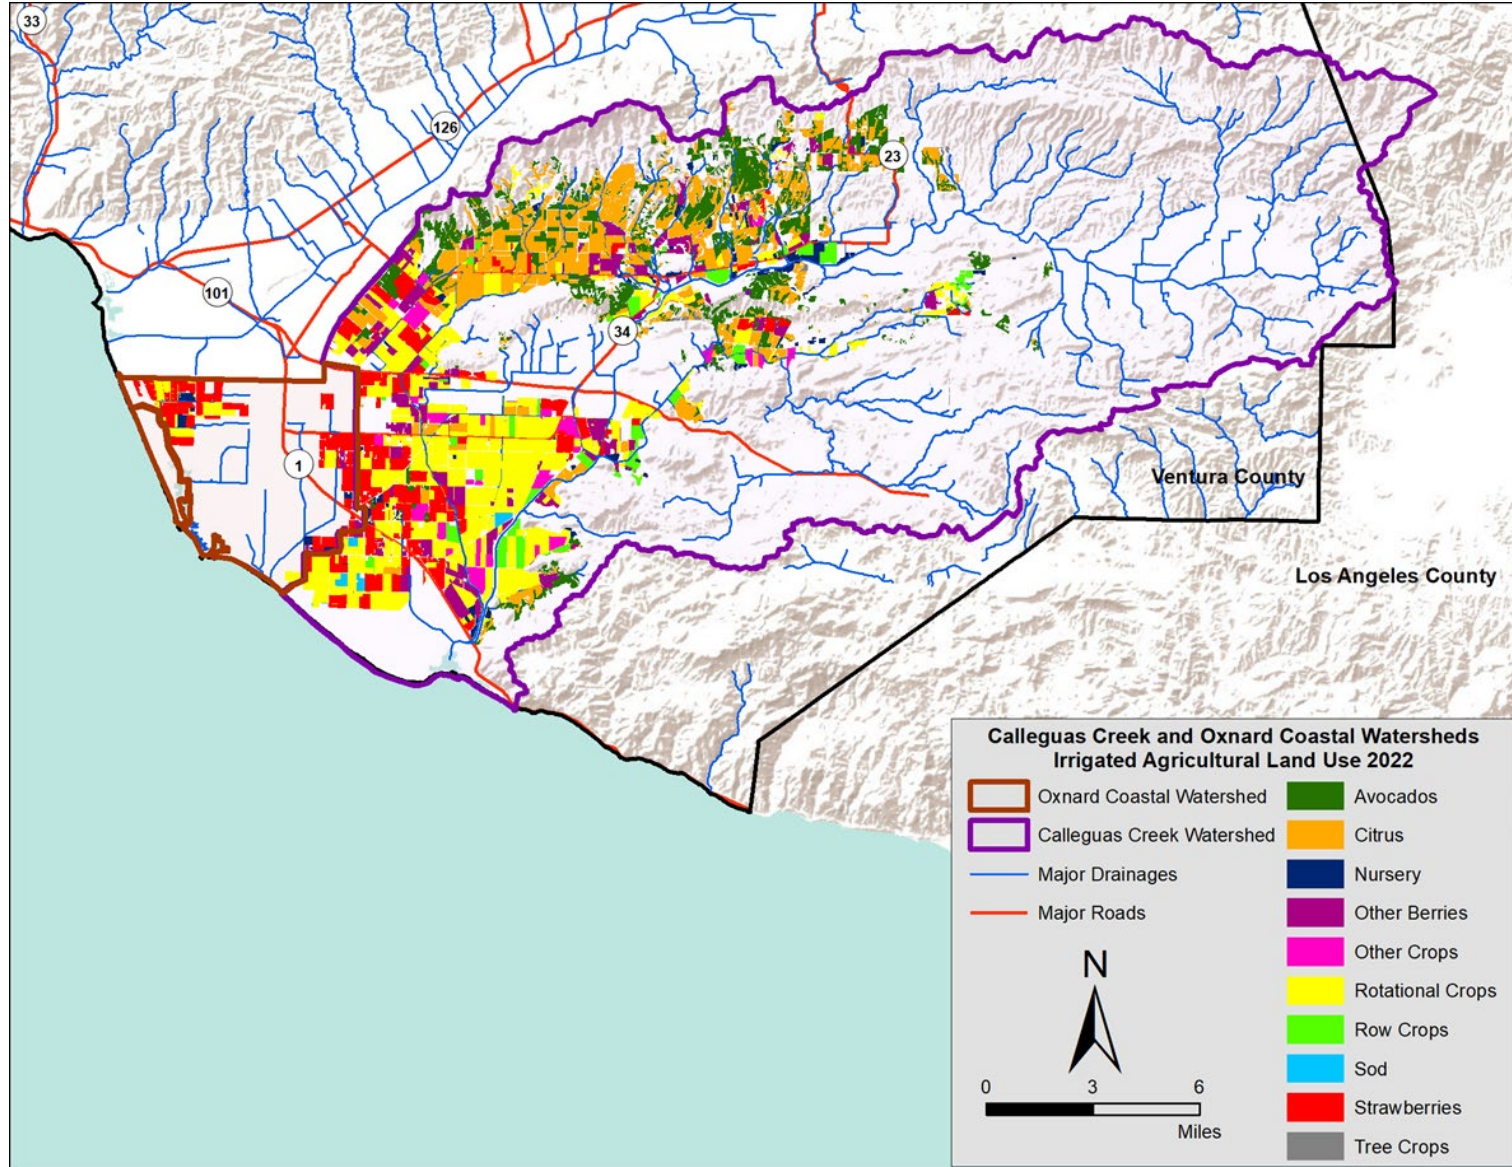 33
126
23
101
34
1
Ventura County
Los Angeles County
Calleguas Creek and Oxnard Coastal Watersheds
Irrigated Agricultural Land Use 2022
Oxnard Coastal Watershed
Calleguas Creek Watershed
Major Drainages
Major Roads
N
0 3 6
Miles
Avocados
Citrus
Nursery
Other Berries
Other Crops
Rotational Crops
Row Crops
Sod
Strawberries
Tree Crops